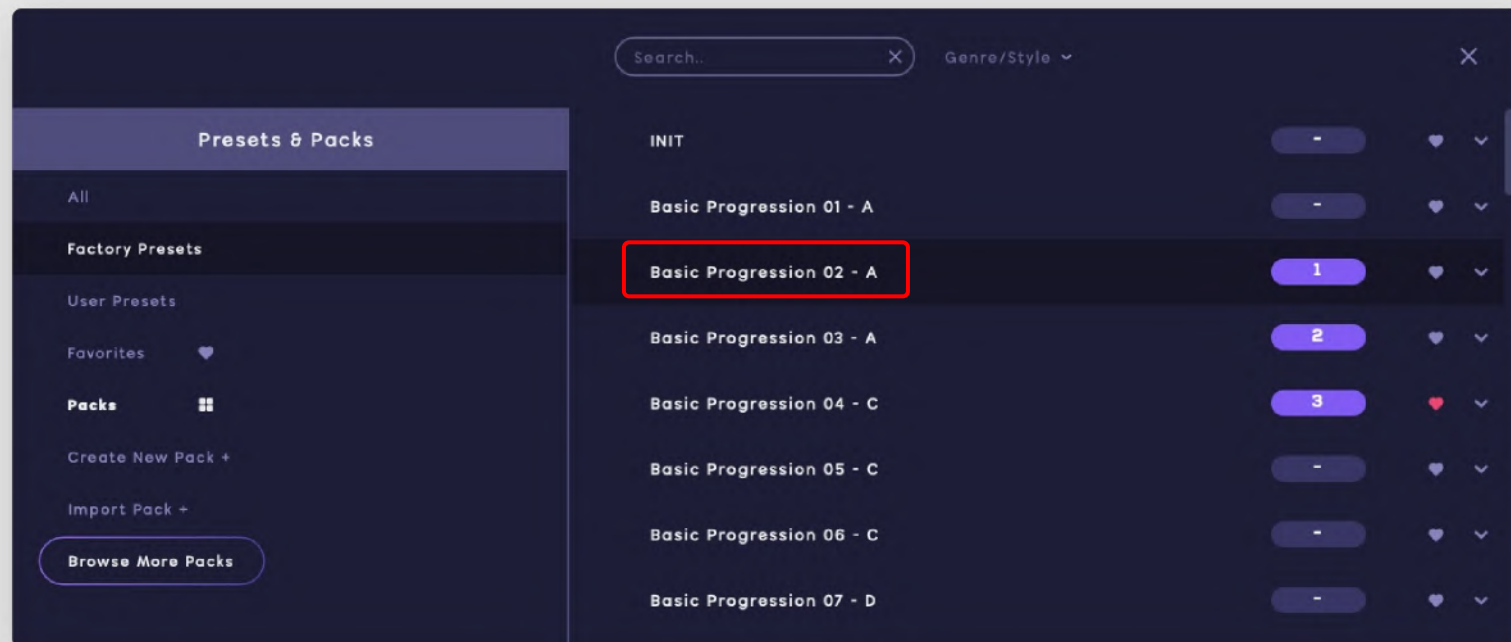 Search..
Genre/Style
Presets & Packs
All
Factory Presets
User Presets
Favorites
Packs
Create New Pack +
Import Pack +
Browse More Packs
INIT -
Basic Progression 01 - A -
Basic Progression 02 - A 1
Basic Progression 03 - A 2
Basic Progression 04 - C 3
Basic Progression 05 - C -
Basic Progression 06 - C -
Basic Progression 07 - D -